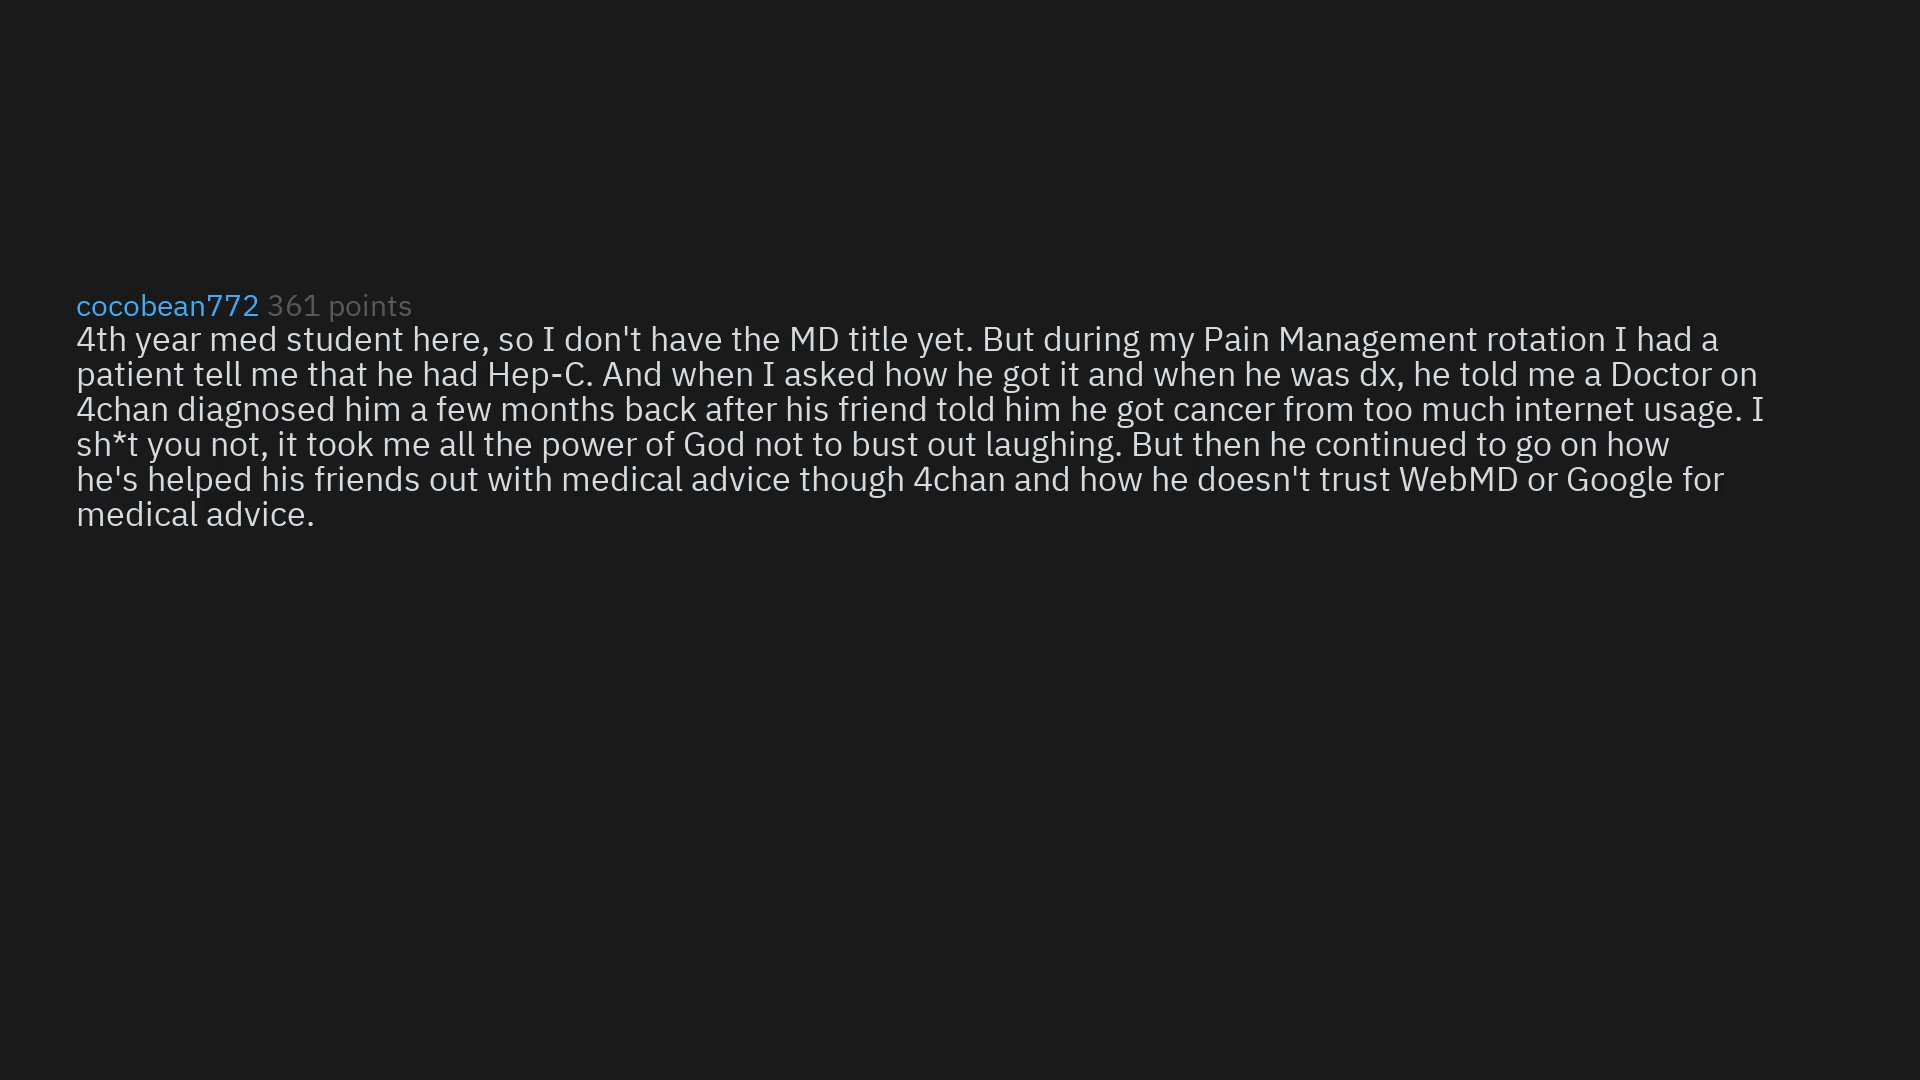 cocobean772 361 points
4th year med student here, so I don't have the MD title yet. But during my Pain Management rotation I had a
patient tell me that he had Hep-C. And when I asked how he got it and when he was dx, he told me a Doctor on
4chan diagnosed him a few months back after his friend told him he got cancer from too much internet usage. I
sh*t you not, it took me all the power of God not to bust out laughing. But then he continued to go on how
he's helped his friends out with medical advice though 4chan and how he doesn't trust WebMD or Google for
medical advice.